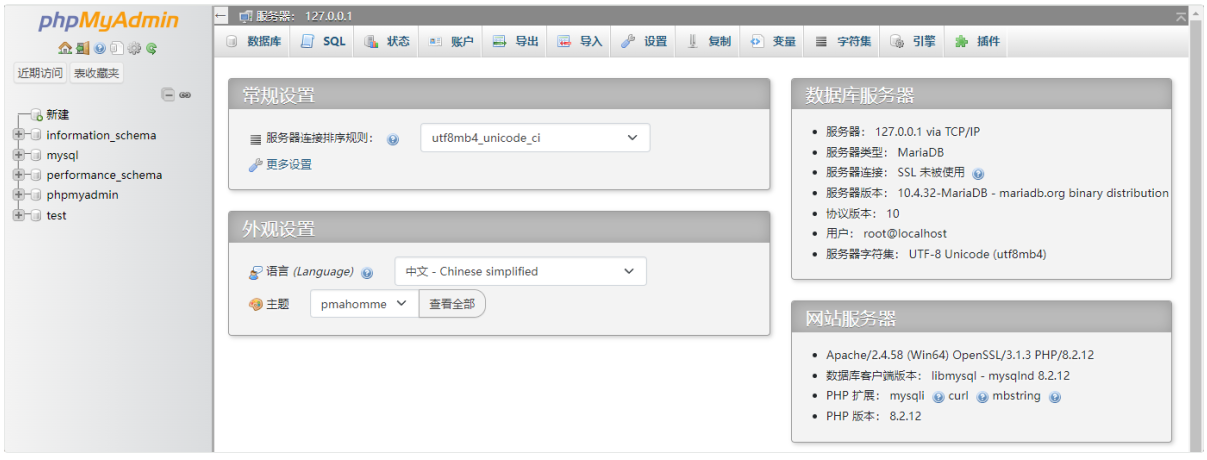 phpMyAdmin
近期访问 表收藏夹
新建
information_schema
mysql
performance_schema
phpmyadmin
test
服务器： 127.0.0.1
数据库 SQL 状态 账户 导出 导入 设置 复制 变量 字符集 引擎 插件
常规设置
服务器连接排序规则： utf8mb4_unicode_ci
更多设置
外观设置
语言 (Language) 中文 - Chinese simplified
主题 pmahomme 查看全部
数据库服务器
服务器： 127.0.0.1 via TCP/IP
服务器类型： MariaDB
服务器连接： SSL 未被使用
服务器版本： 10.4.32-MariaDB - mariadb.org binary distribution
协议版本： 10
用户： root@localhost
服务器字符集： UTF-8 Unicode (utf8mb4)
网站服务器
Apache/2.4.58 (Win64) OpenSSL/3.1.3 PHP/8.2.12
数据库客户端版本： libmysql - mysqlnd 8.2.12
PHP 扩展： mysqli curl mbstring
PHP 版本： 8.2.12